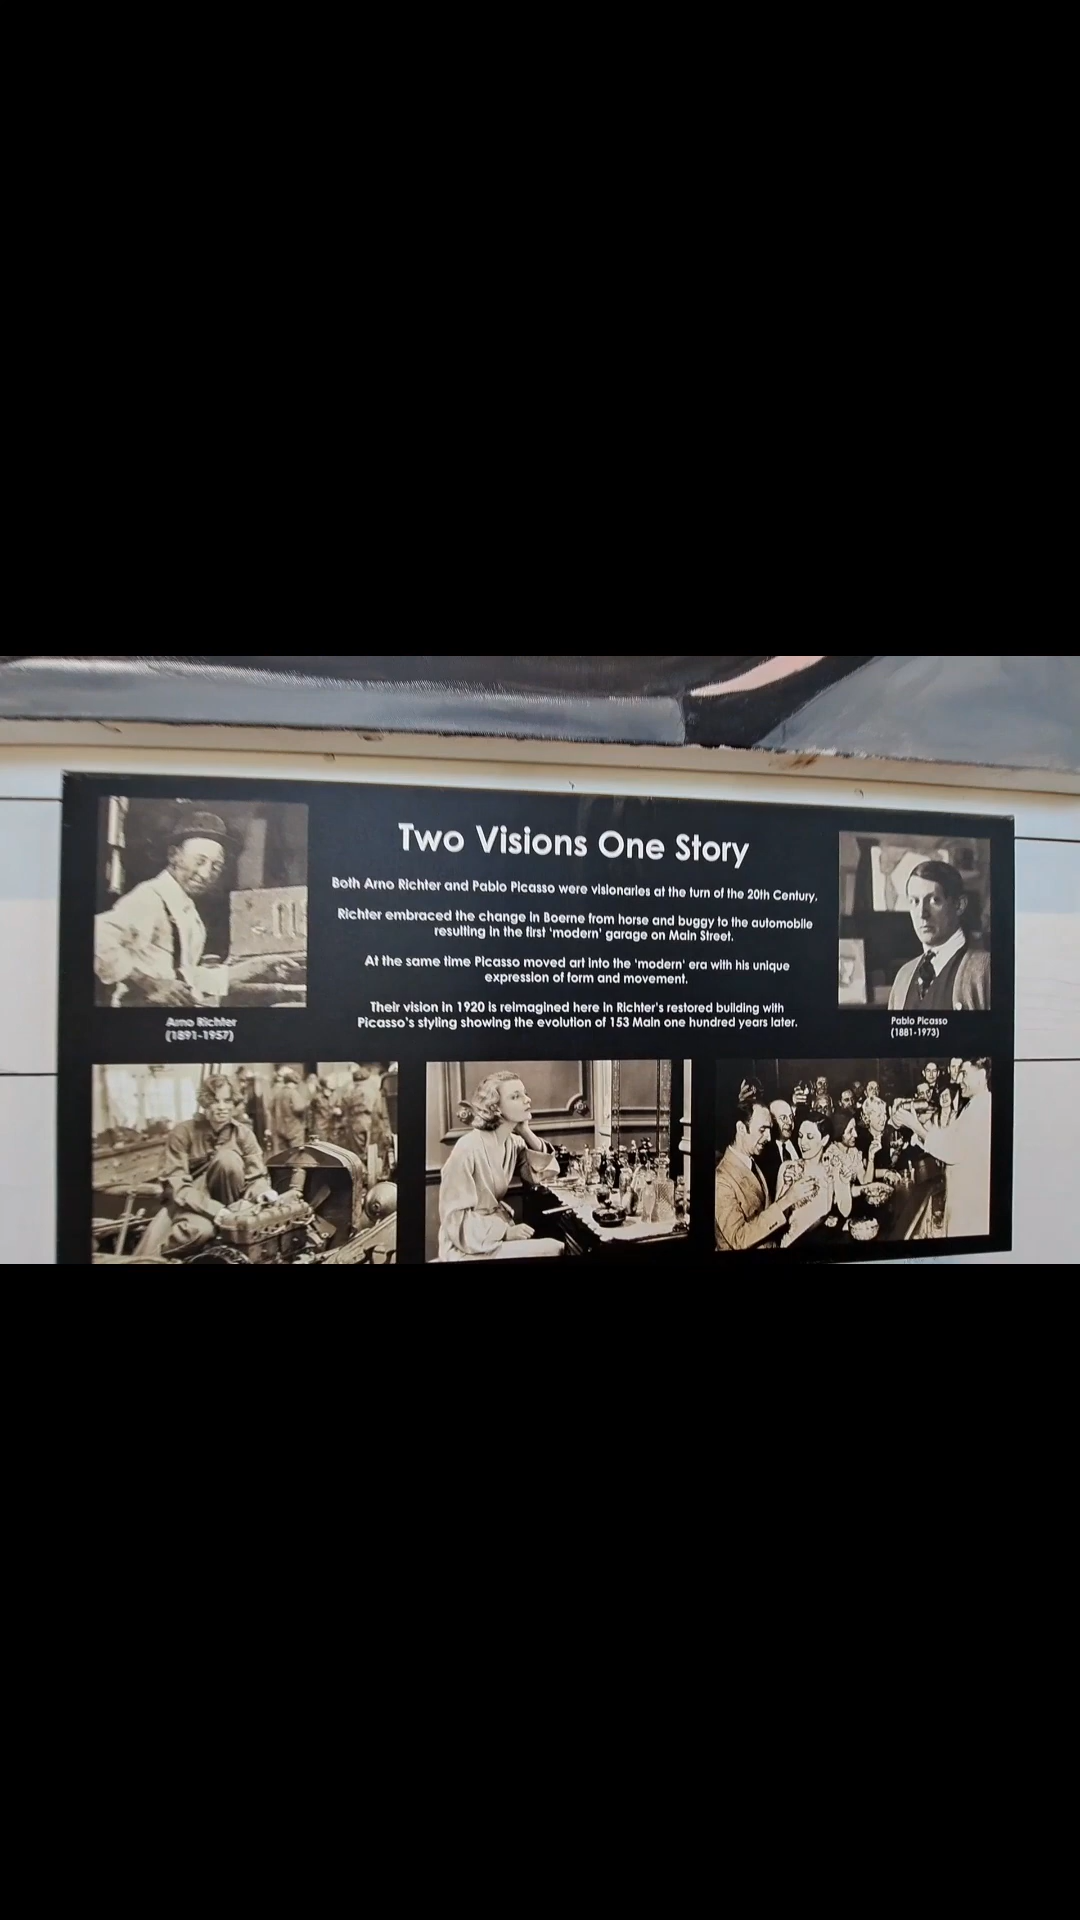 Two Visions One Story
Both Arno Richter and Pablo Picasso were visionaries at the turn of the 20th Century.
Richter embraced the change in Boerne from horse and buggy to the automobile
resulting in the first 'modern' garage on Main Street.
At the same time Picasso moved art into the 'modern' era with his unique
expression of form and movement.
Their vision in 1920 is reimagined here in Richter's restored building with
Picasso's styling showing the evolution of 153 Main one hundred years later.
Arno Richter
(1891-1957)
Pablo Picasso
(1881-1973)